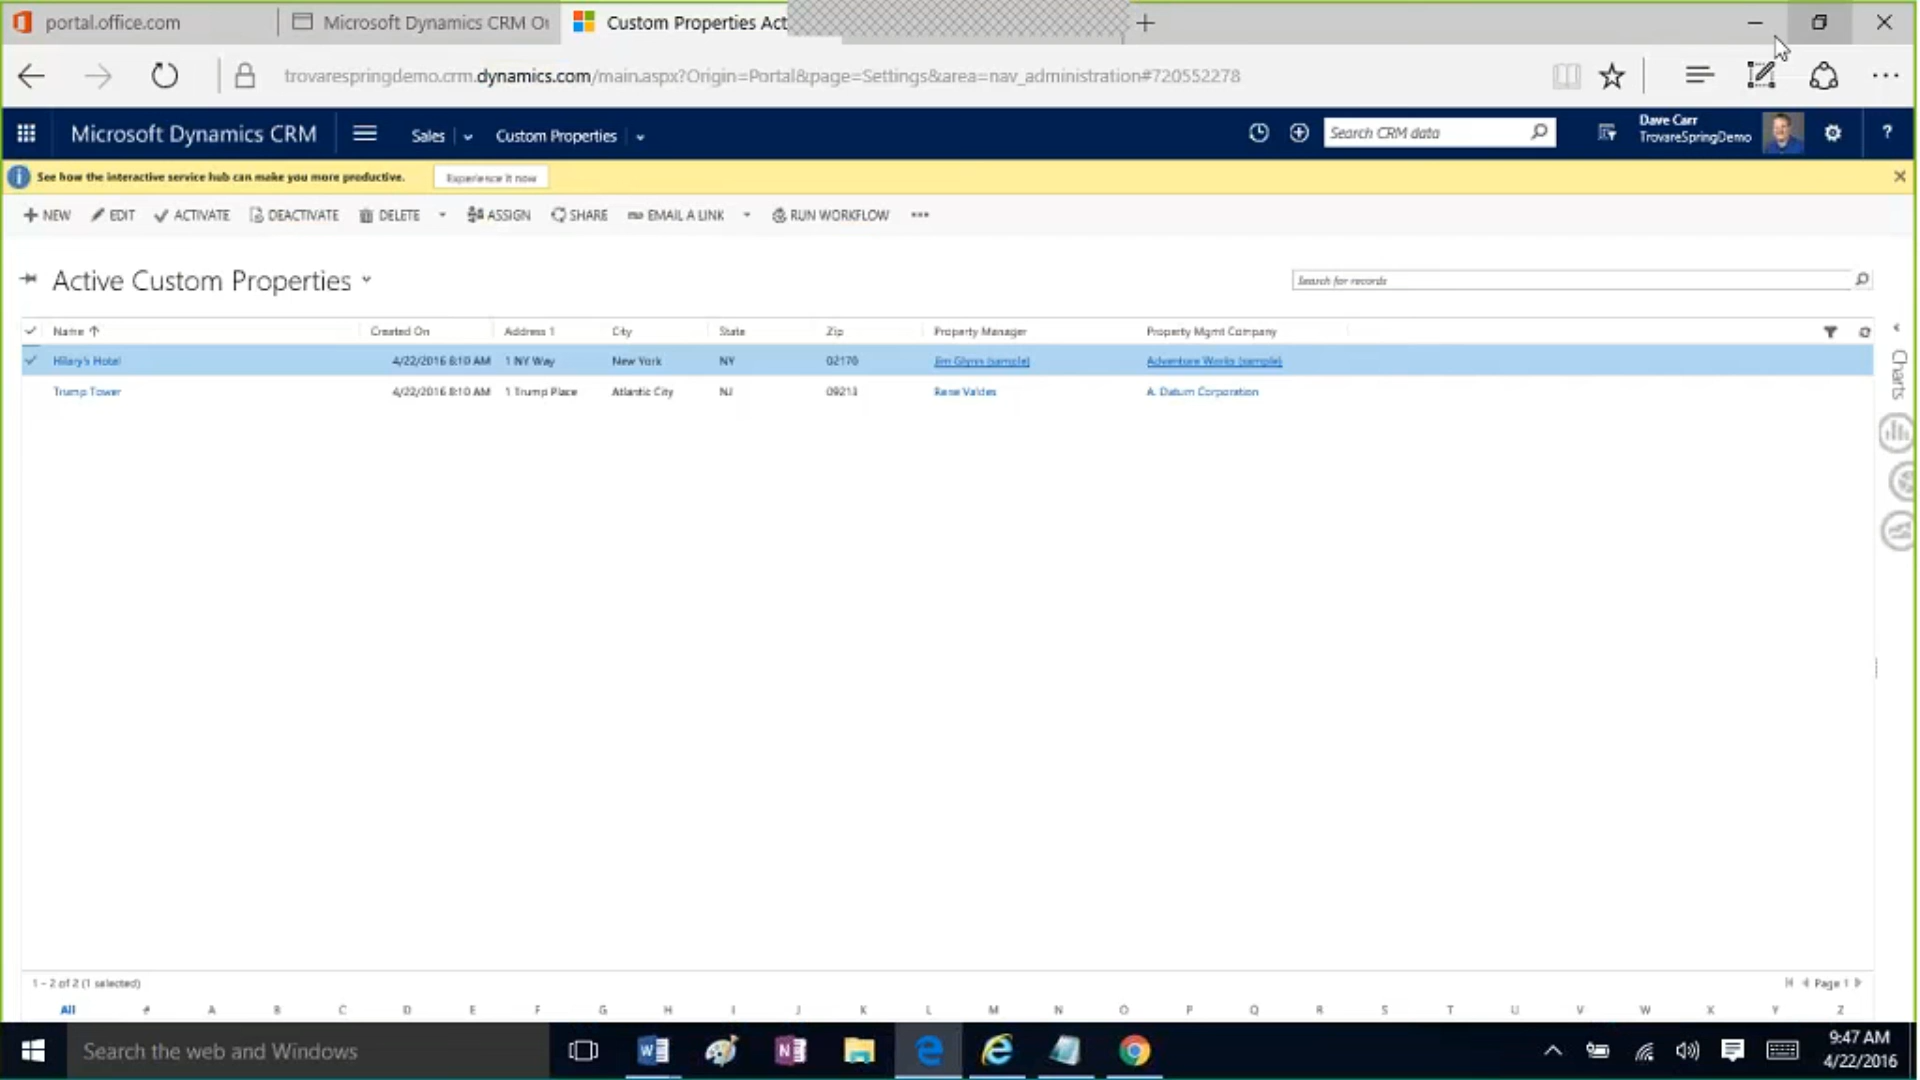 portal.office.com
Microsoft Dynamics CRM O
Custom Properties Act
trovarespringdemo.crm.dynamics.com/main.aspx?Origin=Portal&page=Settings&area=nav_administration#720552278
Microsoft Dynamics CRM
Sales
Custom Properties
Search CRM data
Dave Carr
TrovareSpringDemo
?
See how the interactive service hub can make you more productive.
Experience it now
NEW
EDIT
ACTIVATE
DEACTIVATE
DELETE
ASSIGN
SHARE
EMAIL A LINK
RUN WORKFLOW
Active Custom Properties
Search for records
Name Created On Address 1 City State Zip Property Manager Property Mgmt Company
Hilary's Hotel 4/22/2016 8:10 AM 1 NY Way New York NY 02170 Jim Glynn (sample) Adventure Works (sample)
Trump Tower 4/22/2016 8:10 AM 1 Trump Place Atlantic City NJ 09213 Rene Valdes A. Datum Corporation
Charts
1 - 2 of 2 (1 selected)
Page 1
All # A B C D E F G H I J K L M N O P Q R S T U V W X Y Z
Search the web and Windows
9:47 AM
4/22/2016